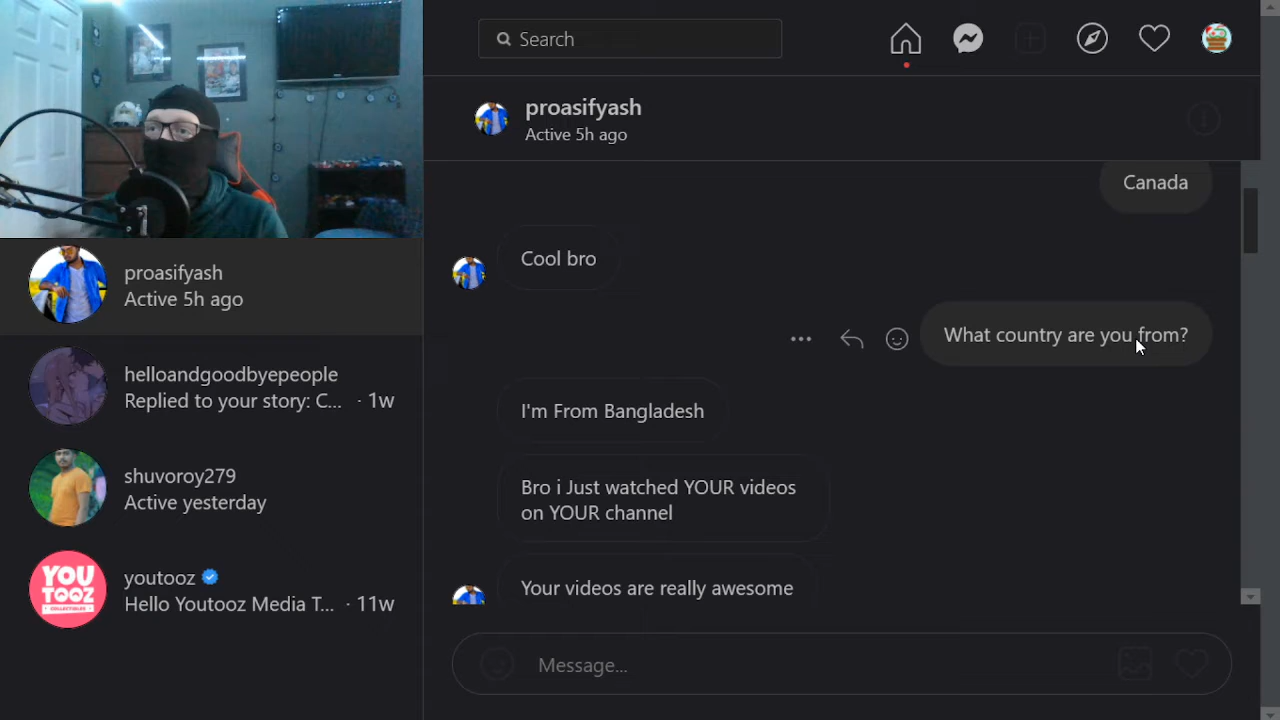 Search
proasifyash
Active 5h ago
Canada
Cool bro
What country are you from?
I'm From Bangladesh
Bro i Just watched YOUR videos
on YOUR channel
Your videos are really awesome
Message...
proasifyash
Active 5h ago
helloandgoodbyepeople
Replied to your story: C... · 1w
shuvoroy279
Active yesterday
YOU
TOOZ
COLLECTIBLES
youtooz
Hello Youtooz Media T... · 11w